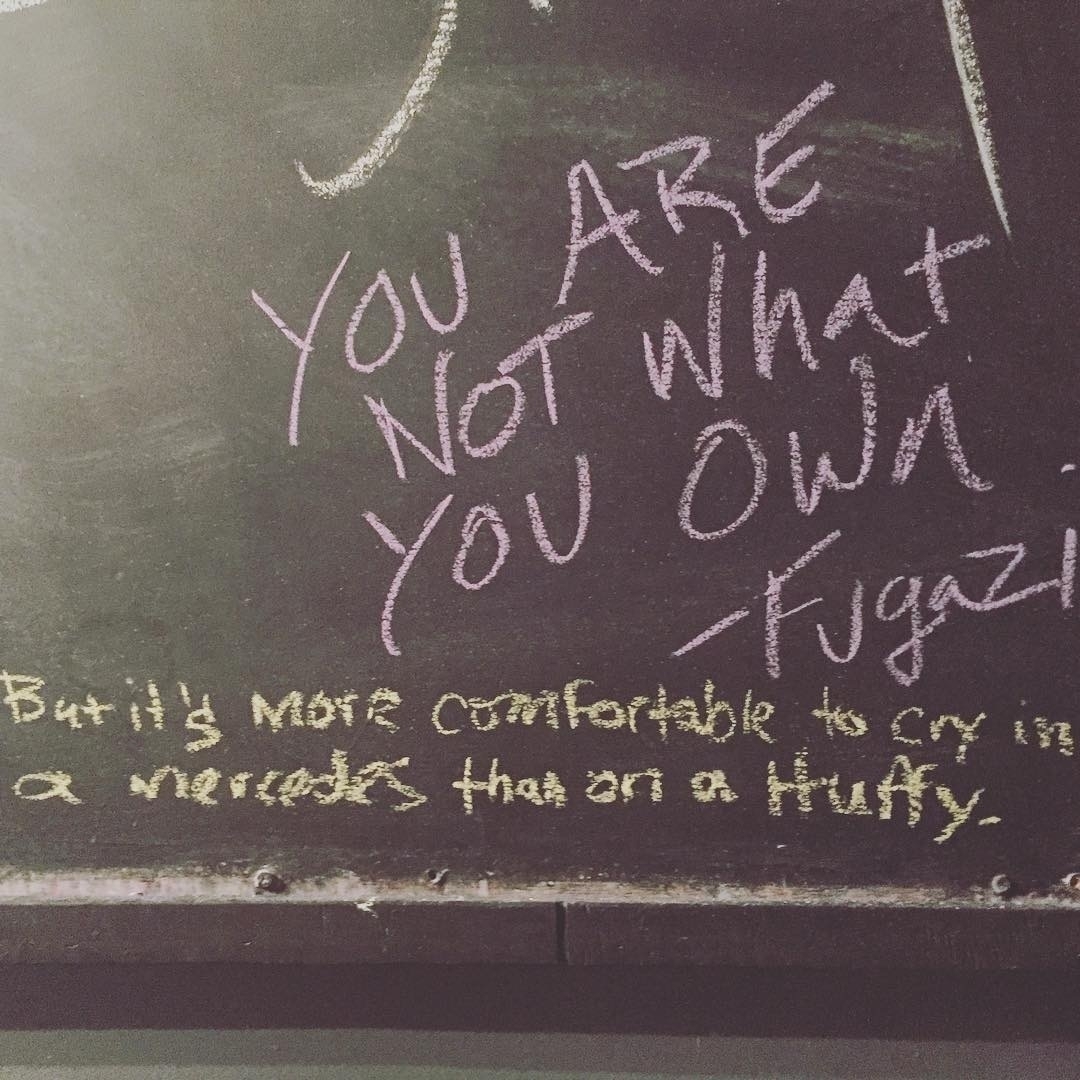 YOU ARE
NOT What
YOU OWN.
-Fugazi
But it's more comfortable to cry in
a mercedes than on a Huffy.